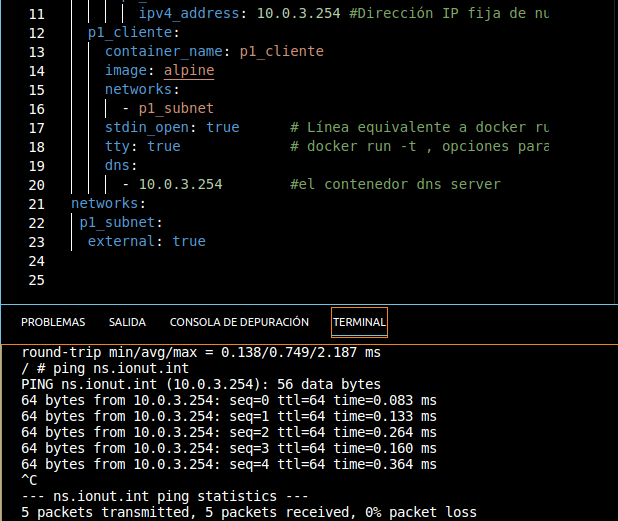 11 ipv4_address: 10.0.3.254 #Dirección IP fija de
12 p1_cliente:
13 container_name: p1_cliente
14 image: alpine
15 networks:
16 - p1_subnet
17 stdin_open: true # Línea equivalente a docker
18 tty: true # docker run -t , opciones para
19 dns:
20 - 10.0.3.254 #el contenedor dns server
21 networks:
22 p1_subnet:
23 external: true
24
25
PROBLEMAS SALIDA CONSOLA DE DEPURACIÓN TERMINAL
round-trip min/avg/max = 0.138/0.749/2.187 ms
/ # ping ns.ionut.int
PING ns.ionut.int (10.0.3.254): 56 data bytes
64 bytes from 10.0.3.254: seq=0 ttl=64 time=0.083 ms
64 bytes from 10.0.3.254: seq=1 ttl=64 time=0.133 ms
64 bytes from 10.0.3.254: seq=2 ttl=64 time=0.264 ms
64 bytes from 10.0.3.254: seq=3 ttl=64 time=0.160 ms
64 bytes from 10.0.3.254: seq=4 ttl=64 time=0.364 ms
^C
--- ns.ionut.int ping statistics ---
5 packets transmitted, 5 packets received, 0% packet loss